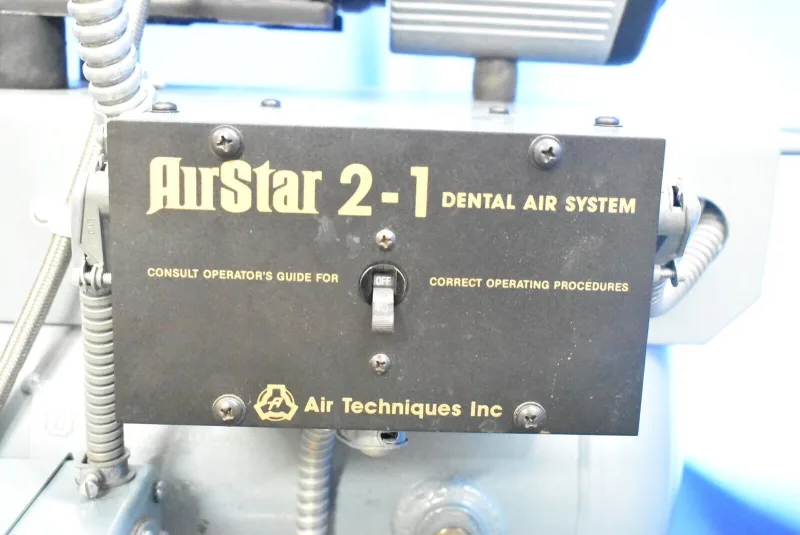 AirStar 2-1 DENTAL AIR SYSTEM
CONSULT OPERATOR'S GUIDE FOR CORRECT OPERATING PROCEDURES
OFF
Air Techniques Inc